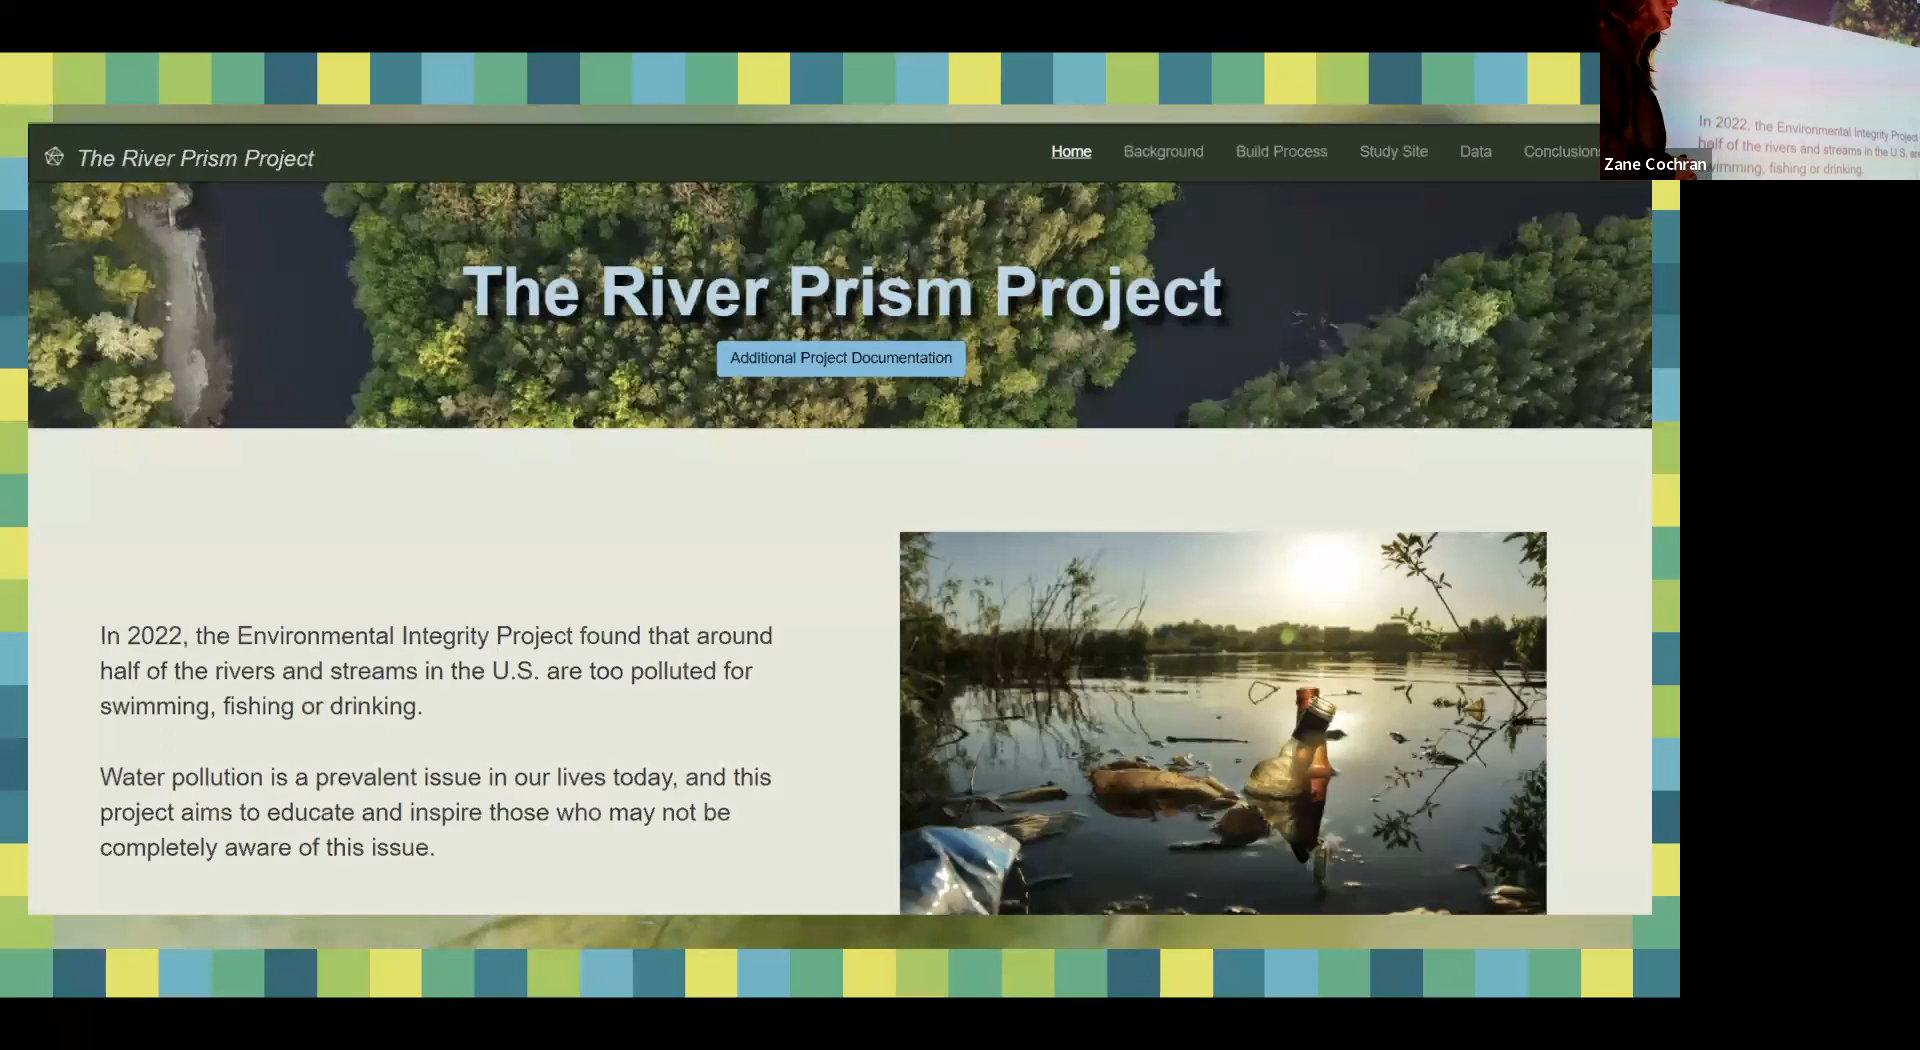 The River Prism Project
Home Background Build Process Study Site Data Conclusion
The River Prism Project
Additional Project Documentation
In 2022, the Environmental Integrity Project found that around
half of the rivers and streams in the U.S. are too polluted for
swimming, fishing or drinking.
Water pollution is a prevalent issue in our lives today, and this
project aims to educate and inspire those who may not be
completely aware of this issue.
In 2022, the Environmental Integrity Project
half of the rivers and streams in the U.S. are
swimming, fishing or drinking.
Zane Cochran